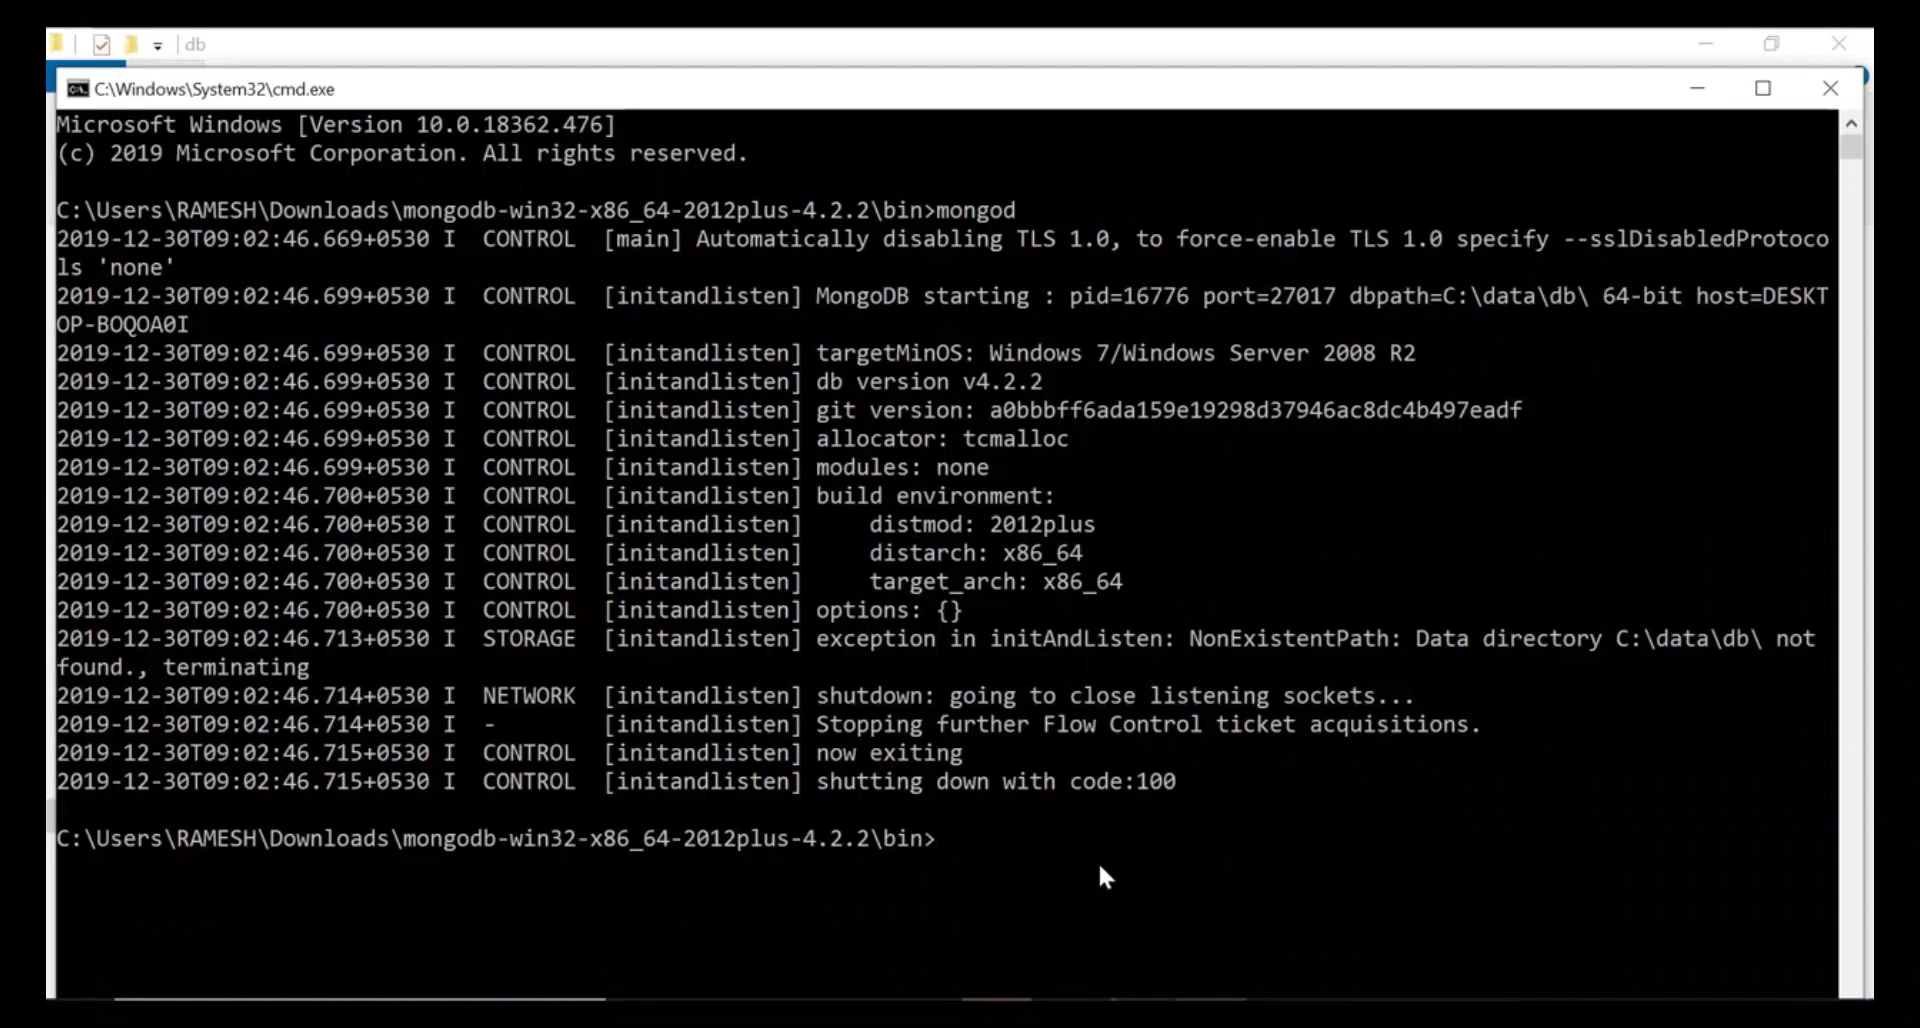 db
C:\Windows\System32\cmd.exe
Microsoft Windows [Version 10.0.18362.476]
(c) 2019 Microsoft Corporation. All rights reserved.
C:\Users\RAMESH\Downloads\mongodb-win32-x86_64-2012plus-4.2.2\bin>mongod
2019-12-30T09:02:46.669+0530 I  CONTROL  [main] Automatically disabling TLS 1.0, to force-enable TLS 1.0 specify --sslDisabledProtoco
ls 'none'
2019-12-30T09:02:46.699+0530 I  CONTROL  [initandlisten] MongoDB starting : pid=16776 port=27017 dbpath=C:\data\db\ 64-bit host=DESKT
OP-BOQOA0I
2019-12-30T09:02:46.699+0530 I  CONTROL  [initandlisten] targetMinOS: Windows 7/Windows Server 2008 R2
2019-12-30T09:02:46.699+0530 I  CONTROL  [initandlisten] db version v4.2.2
2019-12-30T09:02:46.699+0530 I  CONTROL  [initandlisten] git version: a0bbbff6ada159e19298d37946ac8dc4b497eadf
2019-12-30T09:02:46.699+0530 I  CONTROL  [initandlisten] allocator: tcmalloc
2019-12-30T09:02:46.699+0530 I  CONTROL  [initandlisten] modules: none
2019-12-30T09:02:46.700+0530 I  CONTROL  [initandlisten] build environment:
2019-12-30T09:02:46.700+0530 I  CONTROL  [initandlisten]     distmod: 2012plus
2019-12-30T09:02:46.700+0530 I  CONTROL  [initandlisten]     distarch: x86_64
2019-12-30T09:02:46.700+0530 I  CONTROL  [initandlisten]     target_arch: x86_64
2019-12-30T09:02:46.700+0530 I  CONTROL  [initandlisten] options: {}
2019-12-30T09:02:46.713+0530 I  STORAGE  [initandlisten] exception in initAndListen: NonExistentPath: Data directory C:\data\db\ not
found., terminating
2019-12-30T09:02:46.714+0530 I  NETWORK  [initandlisten] shutdown: going to close listening sockets...
2019-12-30T09:02:46.714+0530 I  -        [initandlisten] Stopping further Flow Control ticket acquisitions.
2019-12-30T09:02:46.715+0530 I  CONTROL  [initandlisten] now exiting
2019-12-30T09:02:46.715+0530 I  CONTROL  [initandlisten] shutting down with code:100
C:\Users\RAMESH\Downloads\mongodb-win32-x86_64-2012plus-4.2.2\bin>